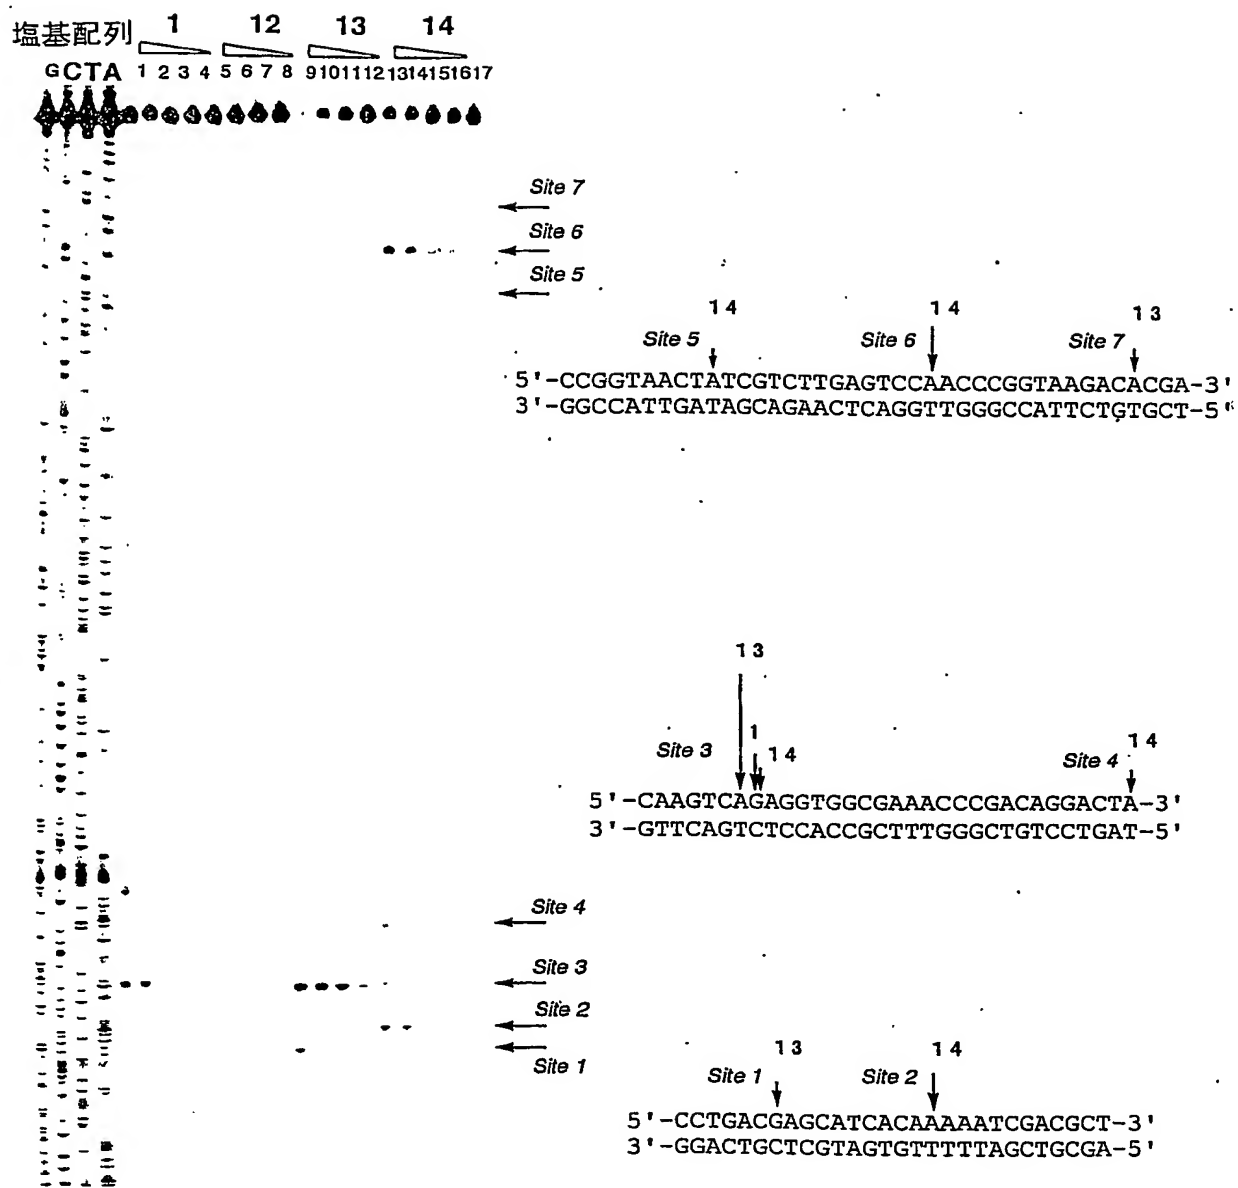 塩基配列 1 12 13 14
GCTA 1 2 3 4 5 6 7 8 9 10 11 12 13 14 15 16 17
Site 7
Site 6
Site 5
14 14 13
Site 5 Site 6 Site 7
5'-CCGGTAACTATCGTCTTGAGTCCAACCCGGTAAGACACGA-3'
3'-GGCCATTGATAGCAGAACTCAGGTTGGGCCATTCTGTGCT-5'
13
1
14
Site 3
14
Site 4
5'-CAAGTCAGAGGTGGCGAAACCCGACAGGACTA-3'
3'-GTTCAGTCTCCACCGCTTTGGGCTGTCCTGAT-5'
Site 4
Site 3
Site 2
Site 1
13 14
Site 1 Site 2
5'-CCTGACGAGCATCACAAAAATCGACGCT-3'
3'-GGACTGCTCGTAGTGTTTTTAGCTGCGA-5'